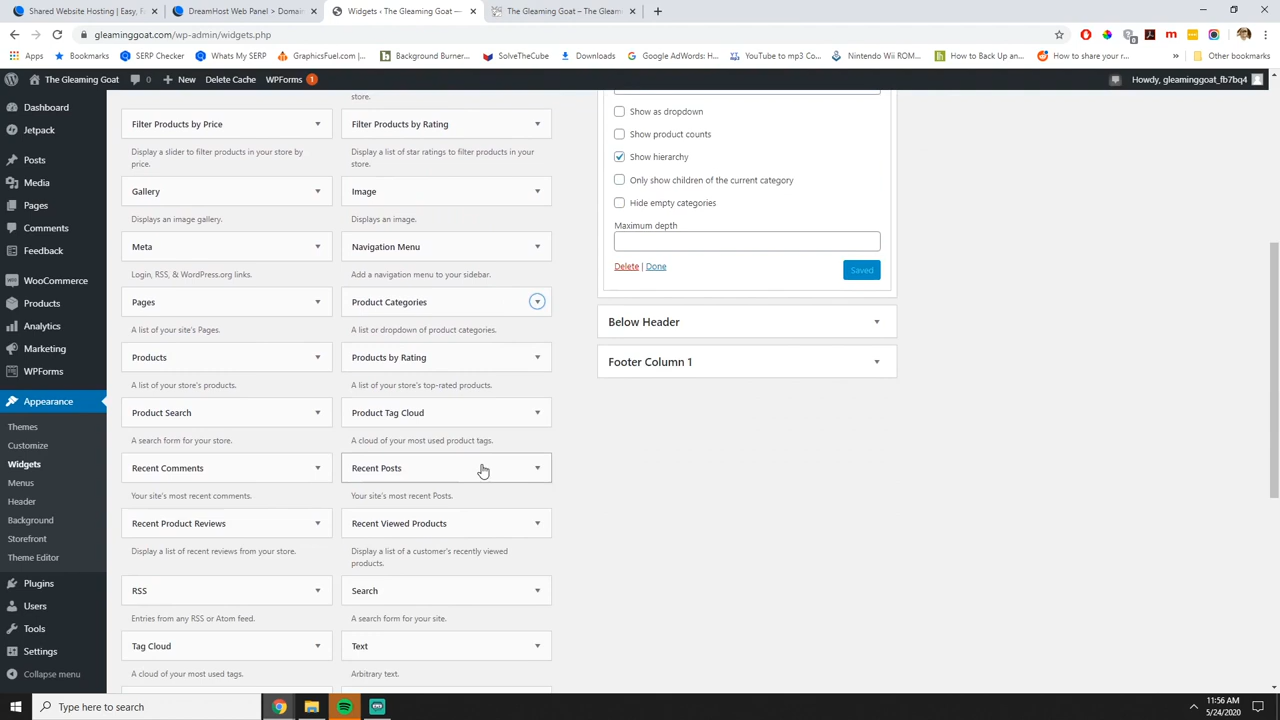 Shared Website Hosting | Easy, F
DreamHost Web Panel > Domain
Widgets ‹ The Gleaming Goat — W
The Gleaming Goat – The Gleami
gleaminggoat.com/wp-admin/widgets.php
Apps
Bookmarks
SERP Checker
Whats My SERP
GraphicsFuel.com |...
Background Burner...
SolveTheCube
Downloads
Google AdWords: K...
YouTube to mp3 Co...
Nintendo Wii ROM...
How to Back Up an...
How to share your r...
»
Other bookmarks
The Gleaming Goat
0
New
Delete Cache
WPForms 1
Howdy, gleaminggoat_fb7bq4
Dashboard
Jetpack
Posts
Media
Pages
Comments
Feedback
WooCommerce
Products
Analytics
Marketing
WPForms
Appearance
Themes
Customize
Widgets
Menus
Header
Background
Storefront
Theme Editor
Plugins
Users
Tools
Settings
Collapse menu
store.
Filter Products by Price
Display a slider to filter products in your store by
price.
Filter Products by Rating
Display a list of star ratings to filter products in your
store.
Gallery
Displays an image gallery.
Image
Displays an image.
Meta
Login, RSS, & WordPress.org links.
Navigation Menu
Add a navigation menu to your sidebar.
Pages
A list of your site's Pages.
Product Categories
A list or dropdown of product categories.
Products
A list of your store's products.
Products by Rating
A list of your store's top-rated products.
Product Search
A search form for your store.
Product Tag Cloud
A cloud of your most used product tags.
Recent Comments
Your site's most recent comments.
Recent Posts
Your site's most recent Posts.
Recent Product Reviews
Display a list of recent reviews from your store.
Recent Viewed Products
Display a list of a customer's recently viewed
products.
RSS
Entries from any RSS or Atom feed.
Search
A search form for your site.
Tag Cloud
A cloud of your most used tags.
Text
Arbitrary text.
Show as dropdown
Show product counts
Show hierarchy
Only show children of the current category
Hide empty categories
Maximum depth
Delete | Done
Saved
Below Header
Footer Column 1
Type here to search
11:56 AM
5/24/2020